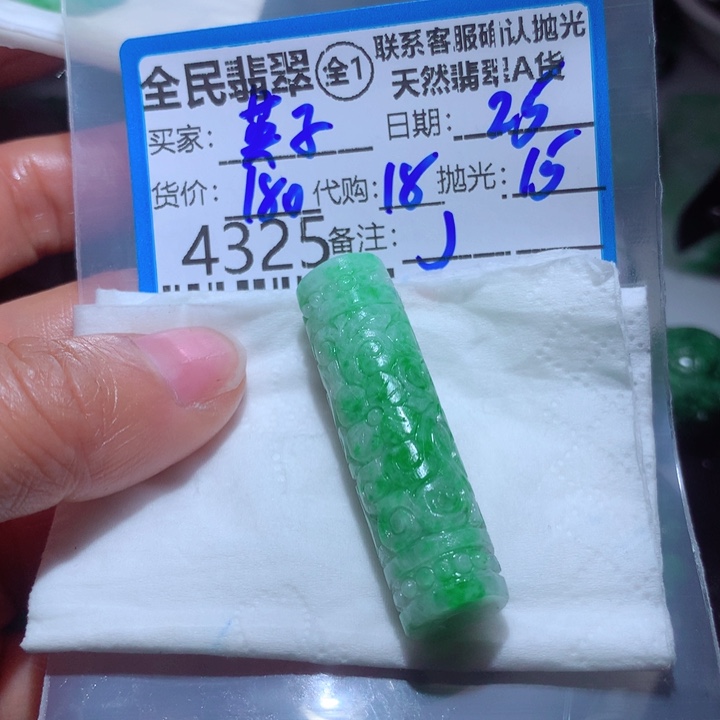 全民翡翠 全1 联系客服确认抛光
天然翡翠!A货
买家: 英子 日期: 25
货价: 180 代购: 18 抛光: 15
4325 备注: